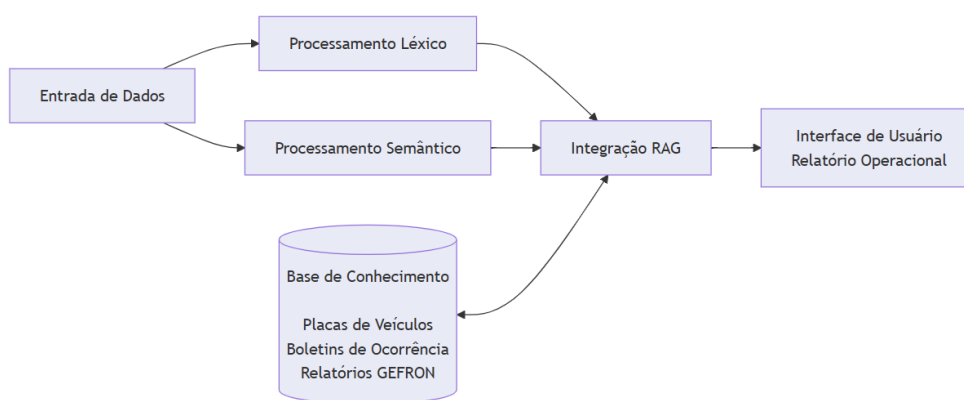 Processamento Léxico
Entrada de Dados
Processamento Semântico
Integração RAG
Interface de Usuário
Relatório Operacional
Base de Conhecimento
Placas de Veículos
Boletins de Ocorrência
Relatórios GEFRON